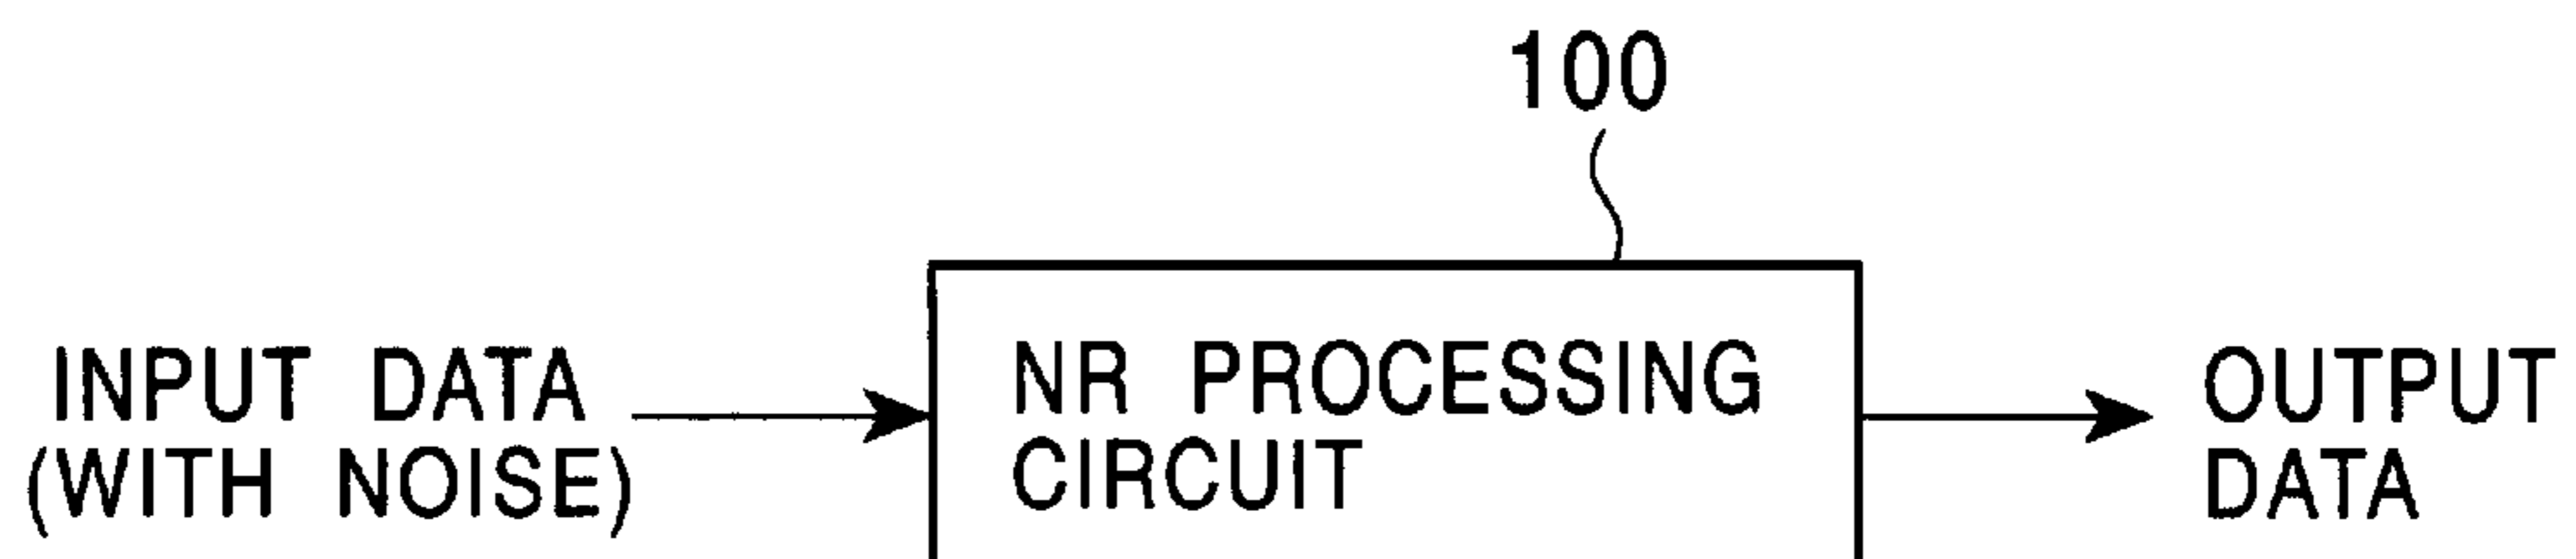 100
INPUT DATA
(WITH NOISE)
NR PROCESSING
CIRCUIT
OUTPUT
DATA